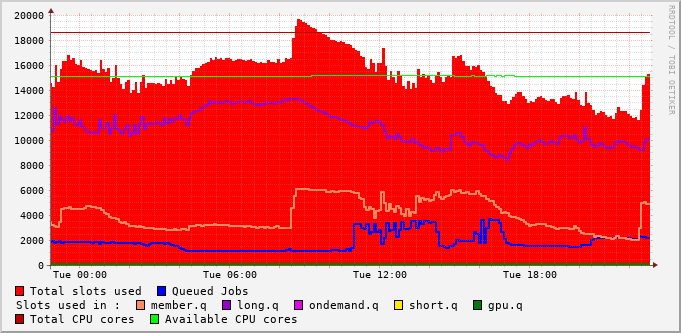 20000
18000
16000
14000
12000
10000
8000
6000
4000
2000
0
Tue 00:00 Tue 06:00 Tue 12:00 Tue 18:00
Total slots used Queued Jobs
Slots used in : member.q long.q ondemand.q short.q gpu.q
Total CPU cores Available CPU cores
RRDTOOL / TOBI OETIKER